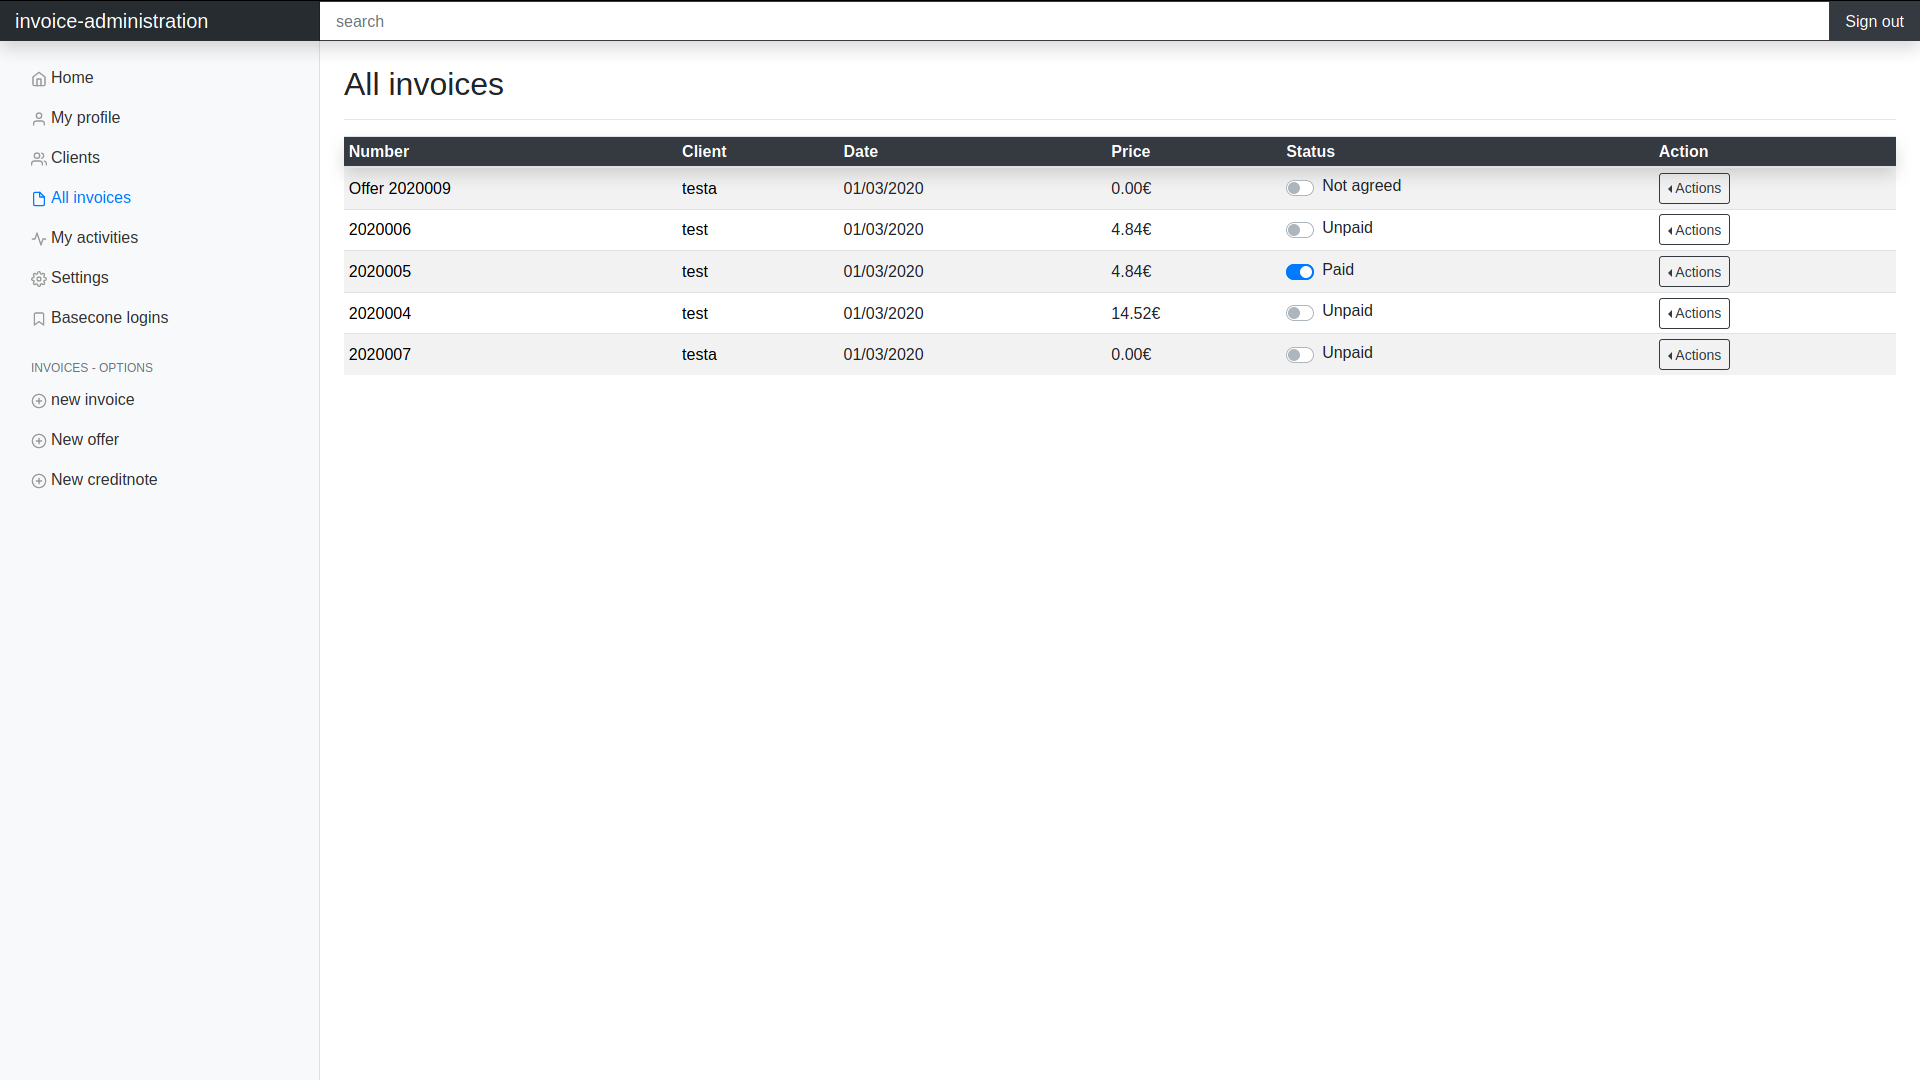 invoice-administration
search
Sign out
Home
My profile
Clients
All invoices
My activities
Settings
Basecone logins
INVOICES - OPTIONS
new invoice
New offer
New creditnote
All invoices
Number Client Date Price Status Action
Offer 2020009 testa 01/03/2020 0.00€ Not agreed Actions
2020006 test 01/03/2020 4.84€ Unpaid Actions
2020005 test 01/03/2020 4.84€ Paid Actions
2020004 test 01/03/2020 14.52€ Unpaid Actions
2020007 testa 01/03/2020 0.00€ Unpaid Actions